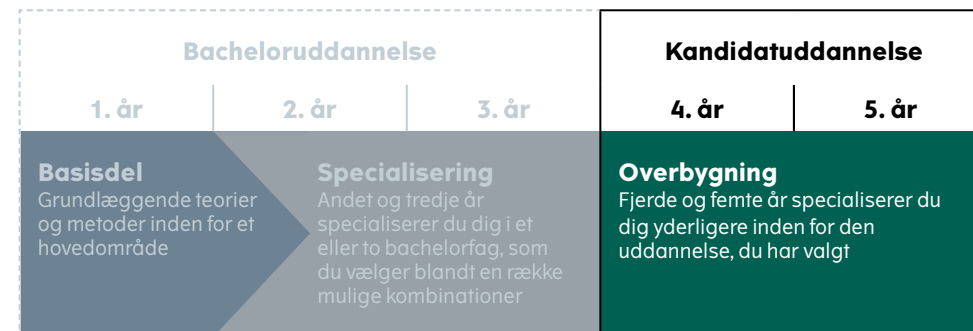 Bacheloruddannelse
Kandidatuddannelse
1. år
2. år
3. år
4. år
5. år
Basisdel
Grundlæggende teorier
og metoder inden for et
hovedområde
Specialisering
Andet og tredje år
specialiserer du dig i et
eller to bachelorfag, som
du vælger blandt en række
mulige kombinationer
Overbygning
Fjerde og femte år specialiserer du
dig yderligere inden for den
uddannelse, du har valgt